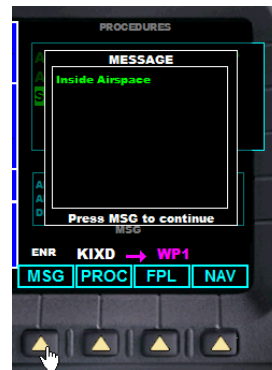 PROCEDURES
MESSAGE
Inside Airspace
A
A
S
A
A
D
Press MSG to continue
MSG
ENR KIXD → WP1
MSG PROC FPL NAV